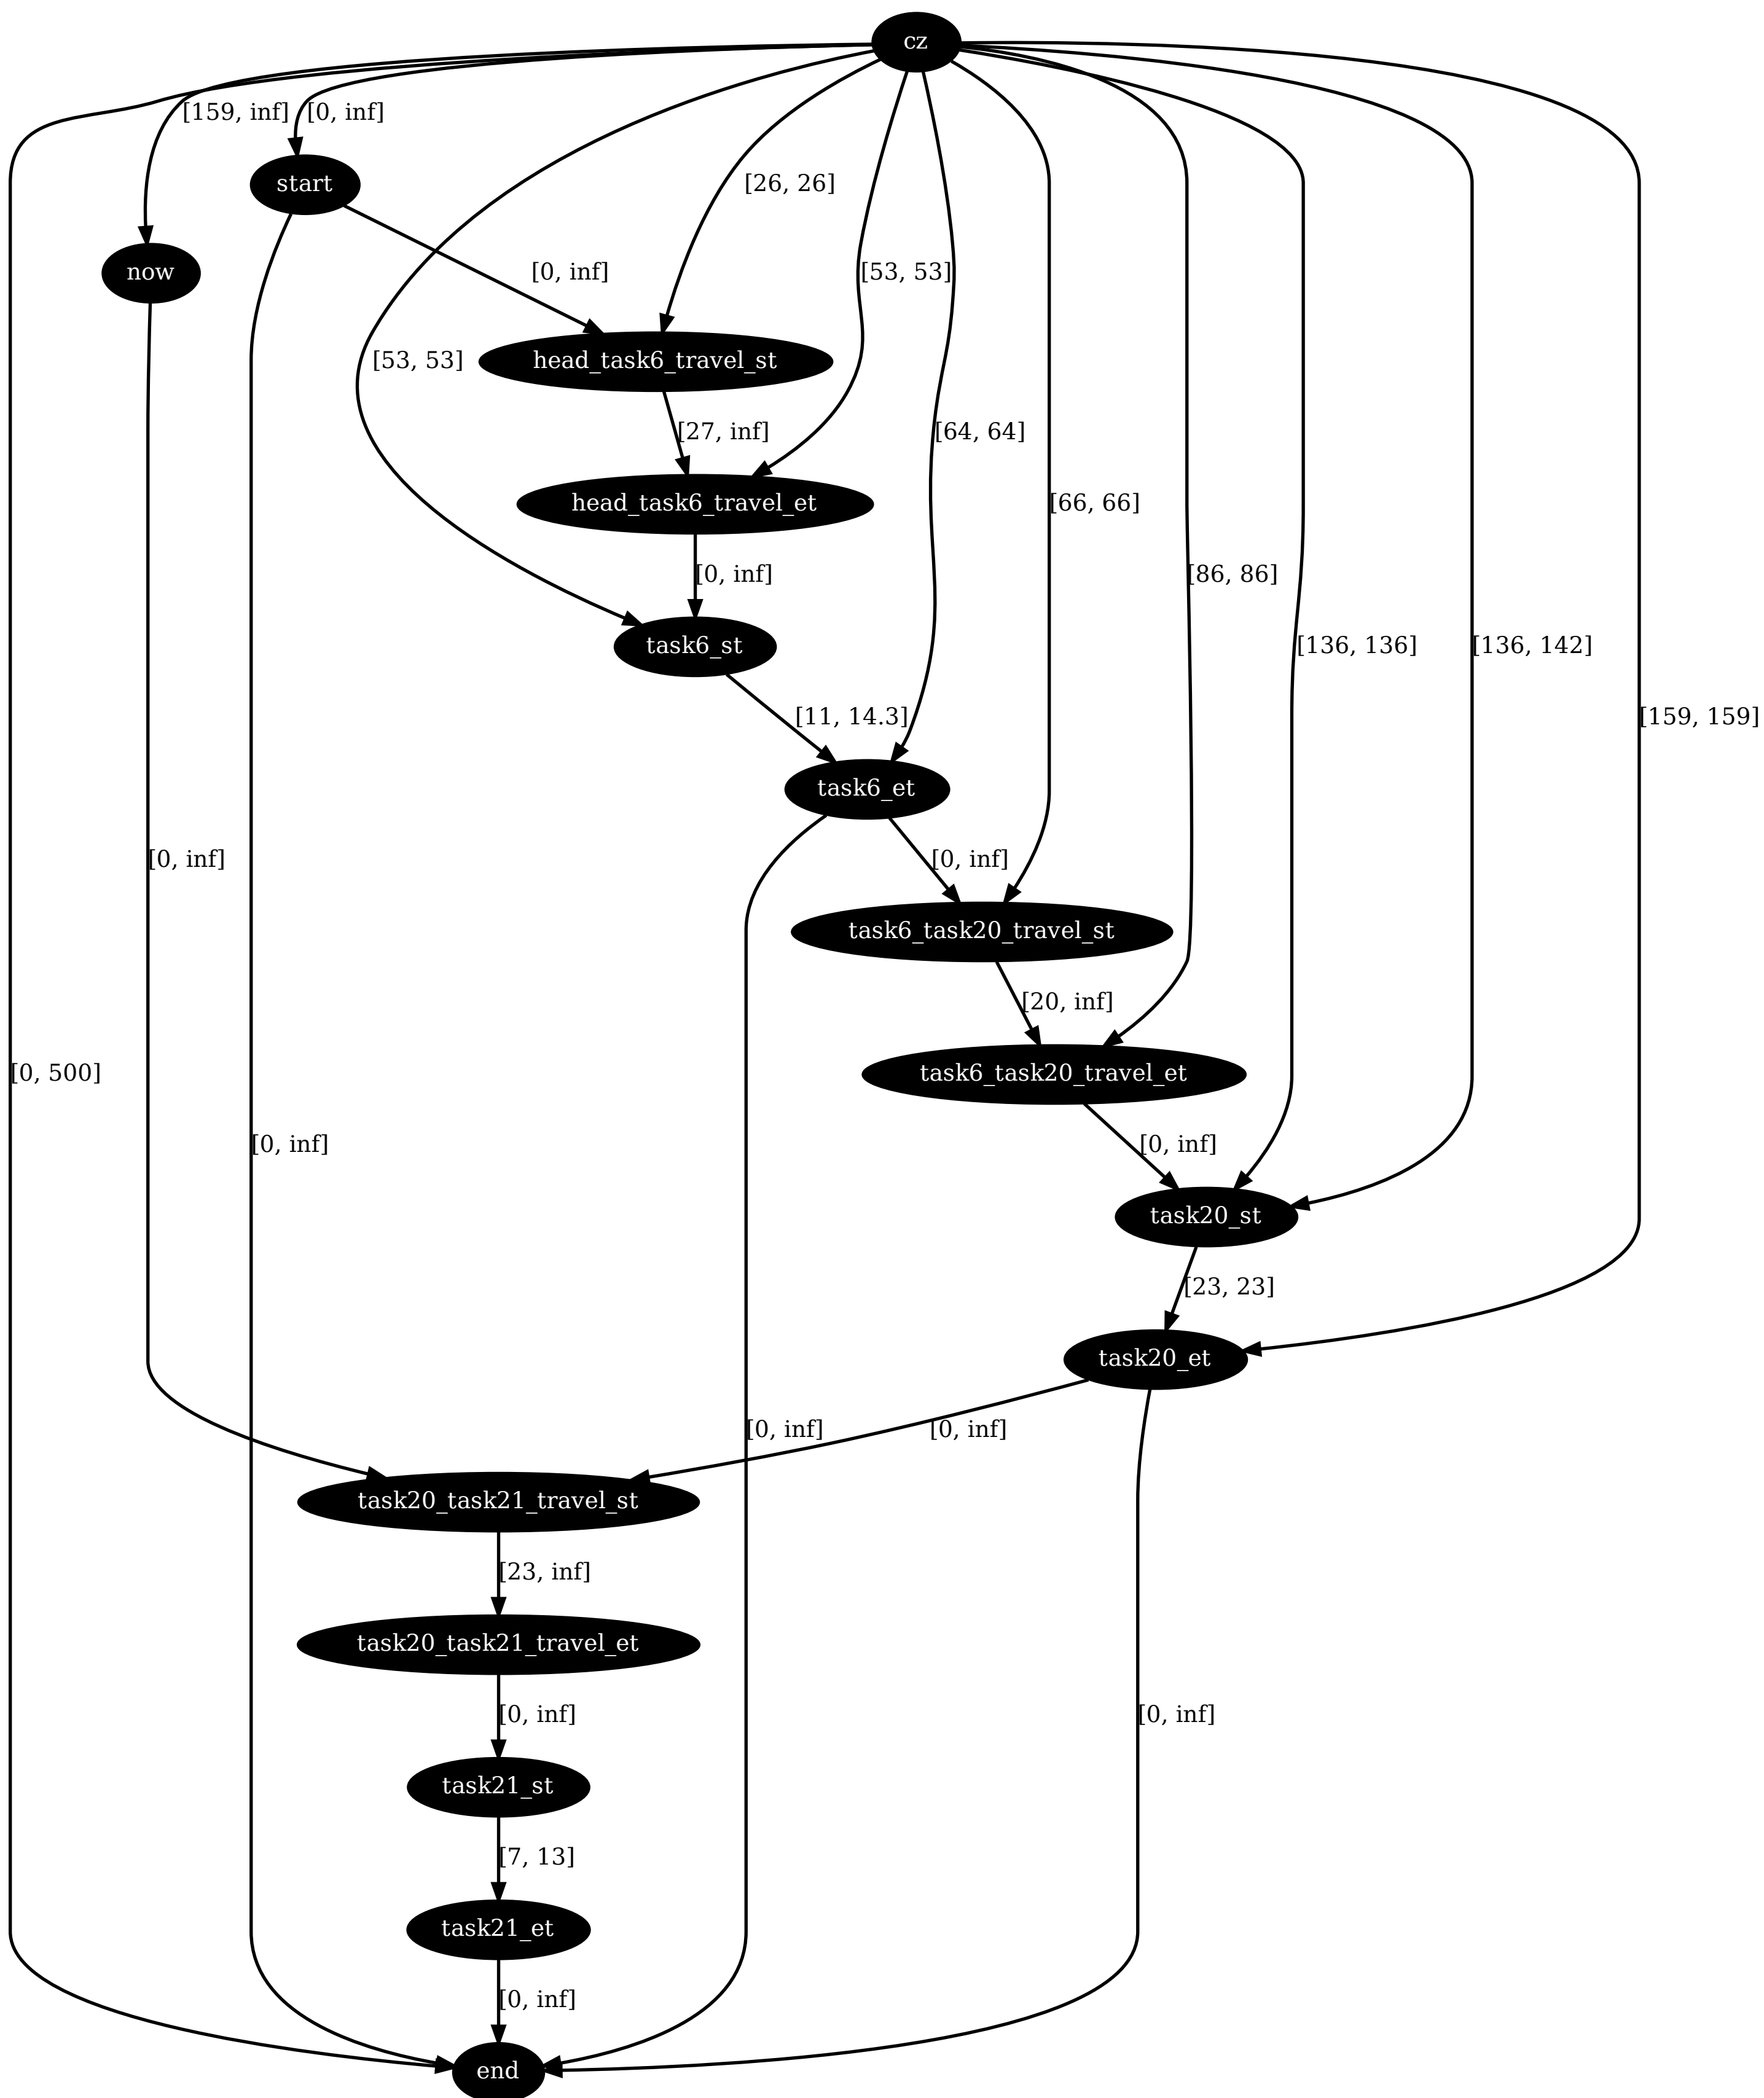 cz
[159, inf]
[0, inf]
start
[26, 26]
now
[0, inf]
[53, 53]
[53, 53]
head_task6_travel_st
[27, inf]
[64, 64]
head_task6_travel_et
[66, 66]
[0, inf]
[86, 86]
task6_st
[136, 136]
[136, 142]
[11, 14.3]
[159, 159]
task6_et
[0, inf]
[0, inf]
task6_task20_travel_st
[20, inf]
[0, 500]
task6_task20_travel_et
[0, inf]
[0, inf]
task20_st
[23, 23]
task20_et
[0, inf]
[0, inf]
task20_task21_travel_st
[23, inf]
task20_task21_travel_et
[0, inf]
[0, inf]
task21_st
[7, 13]
task21_et
[0, inf]
end